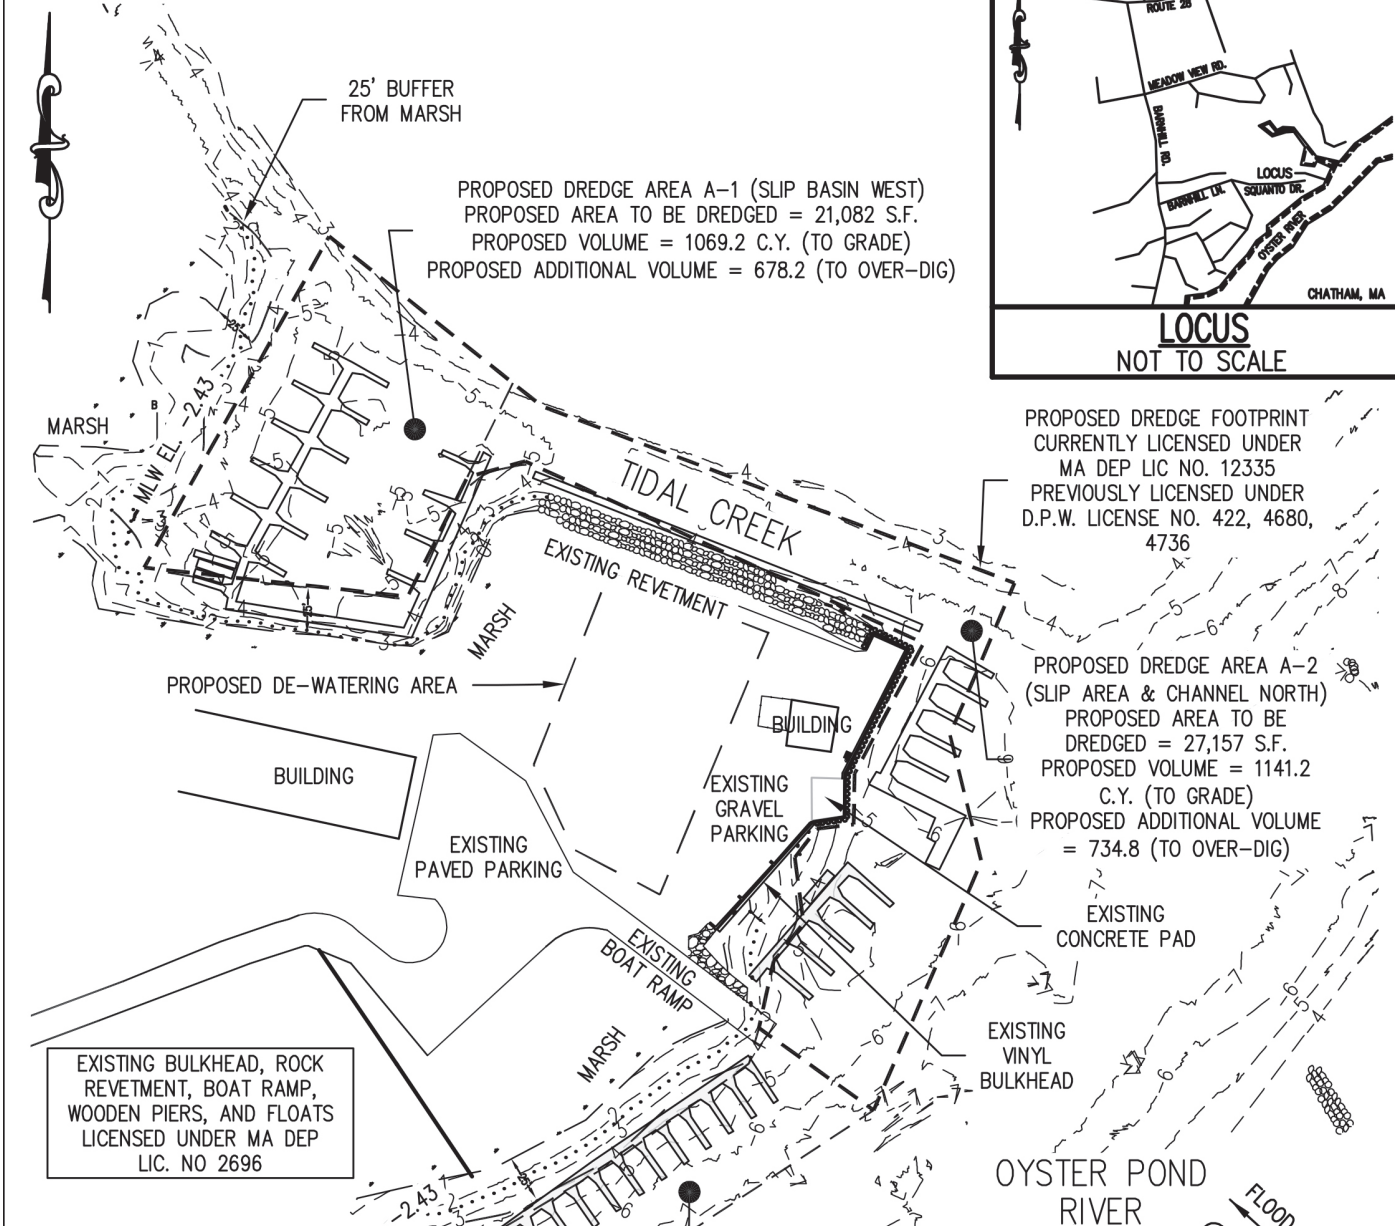 25' BUFFER
FROM MARSH
PROPOSED DREDGE AREA A-1 (SLIP BASIN WEST)
PROPOSED AREA TO BE DREDGED = 21,082 S.F.
PROPOSED VOLUME = 1069.2 C.Y. (TO GRADE)
PROPOSED ADDITIONAL VOLUME = 678.2 (TO OVER-DIG)
ROUTE 28
MEADOW VIEW RD.
BARNHILL RD.
LOCUS
SQUANTO DR.
BARNHILL LN.
OYSTER RIVER
CHATHAM, MA
LOCUS
NOT TO SCALE
PROPOSED DREDGE FOOTPRINT
CURRENTLY LICENSED UNDER
MA DEP LIC NO. 12335
PREVIOUSLY LICENSED UNDER
D.P.W. LICENSE NO. 422, 4680,
4736
MARSH
MLW EL. -2.43
TIDAL CREEK
EXISTING REVETMENT
MARSH
PROPOSED DE-WATERING AREA
BUILDING
BUILDING
EXISTING
GRAVEL
PARKING
EXISTING
PAVED PARKING
PROPOSED DREDGE AREA A-2
(SLIP AREA & CHANNEL NORTH)
PROPOSED AREA TO BE
DREDGED = 27,157 S.F.
PROPOSED VOLUME = 1141.2
C.Y. (TO GRADE)
PROPOSED ADDITIONAL VOLUME
= 734.8 (TO OVER-DIG)
EXISTING
CONCRETE PAD
EXISTING
BOAT RAMP
EXISTING
VINYL
BULKHEAD
MARSH
EXISTING BULKHEAD, ROCK
REVETMENT, BOAT RAMP,
WOODEN PIERS, AND FLOATS
LICENSED UNDER MA DEP
LIC. NO 2696
-2.43
OYSTER POND
RIVER
FLOOD